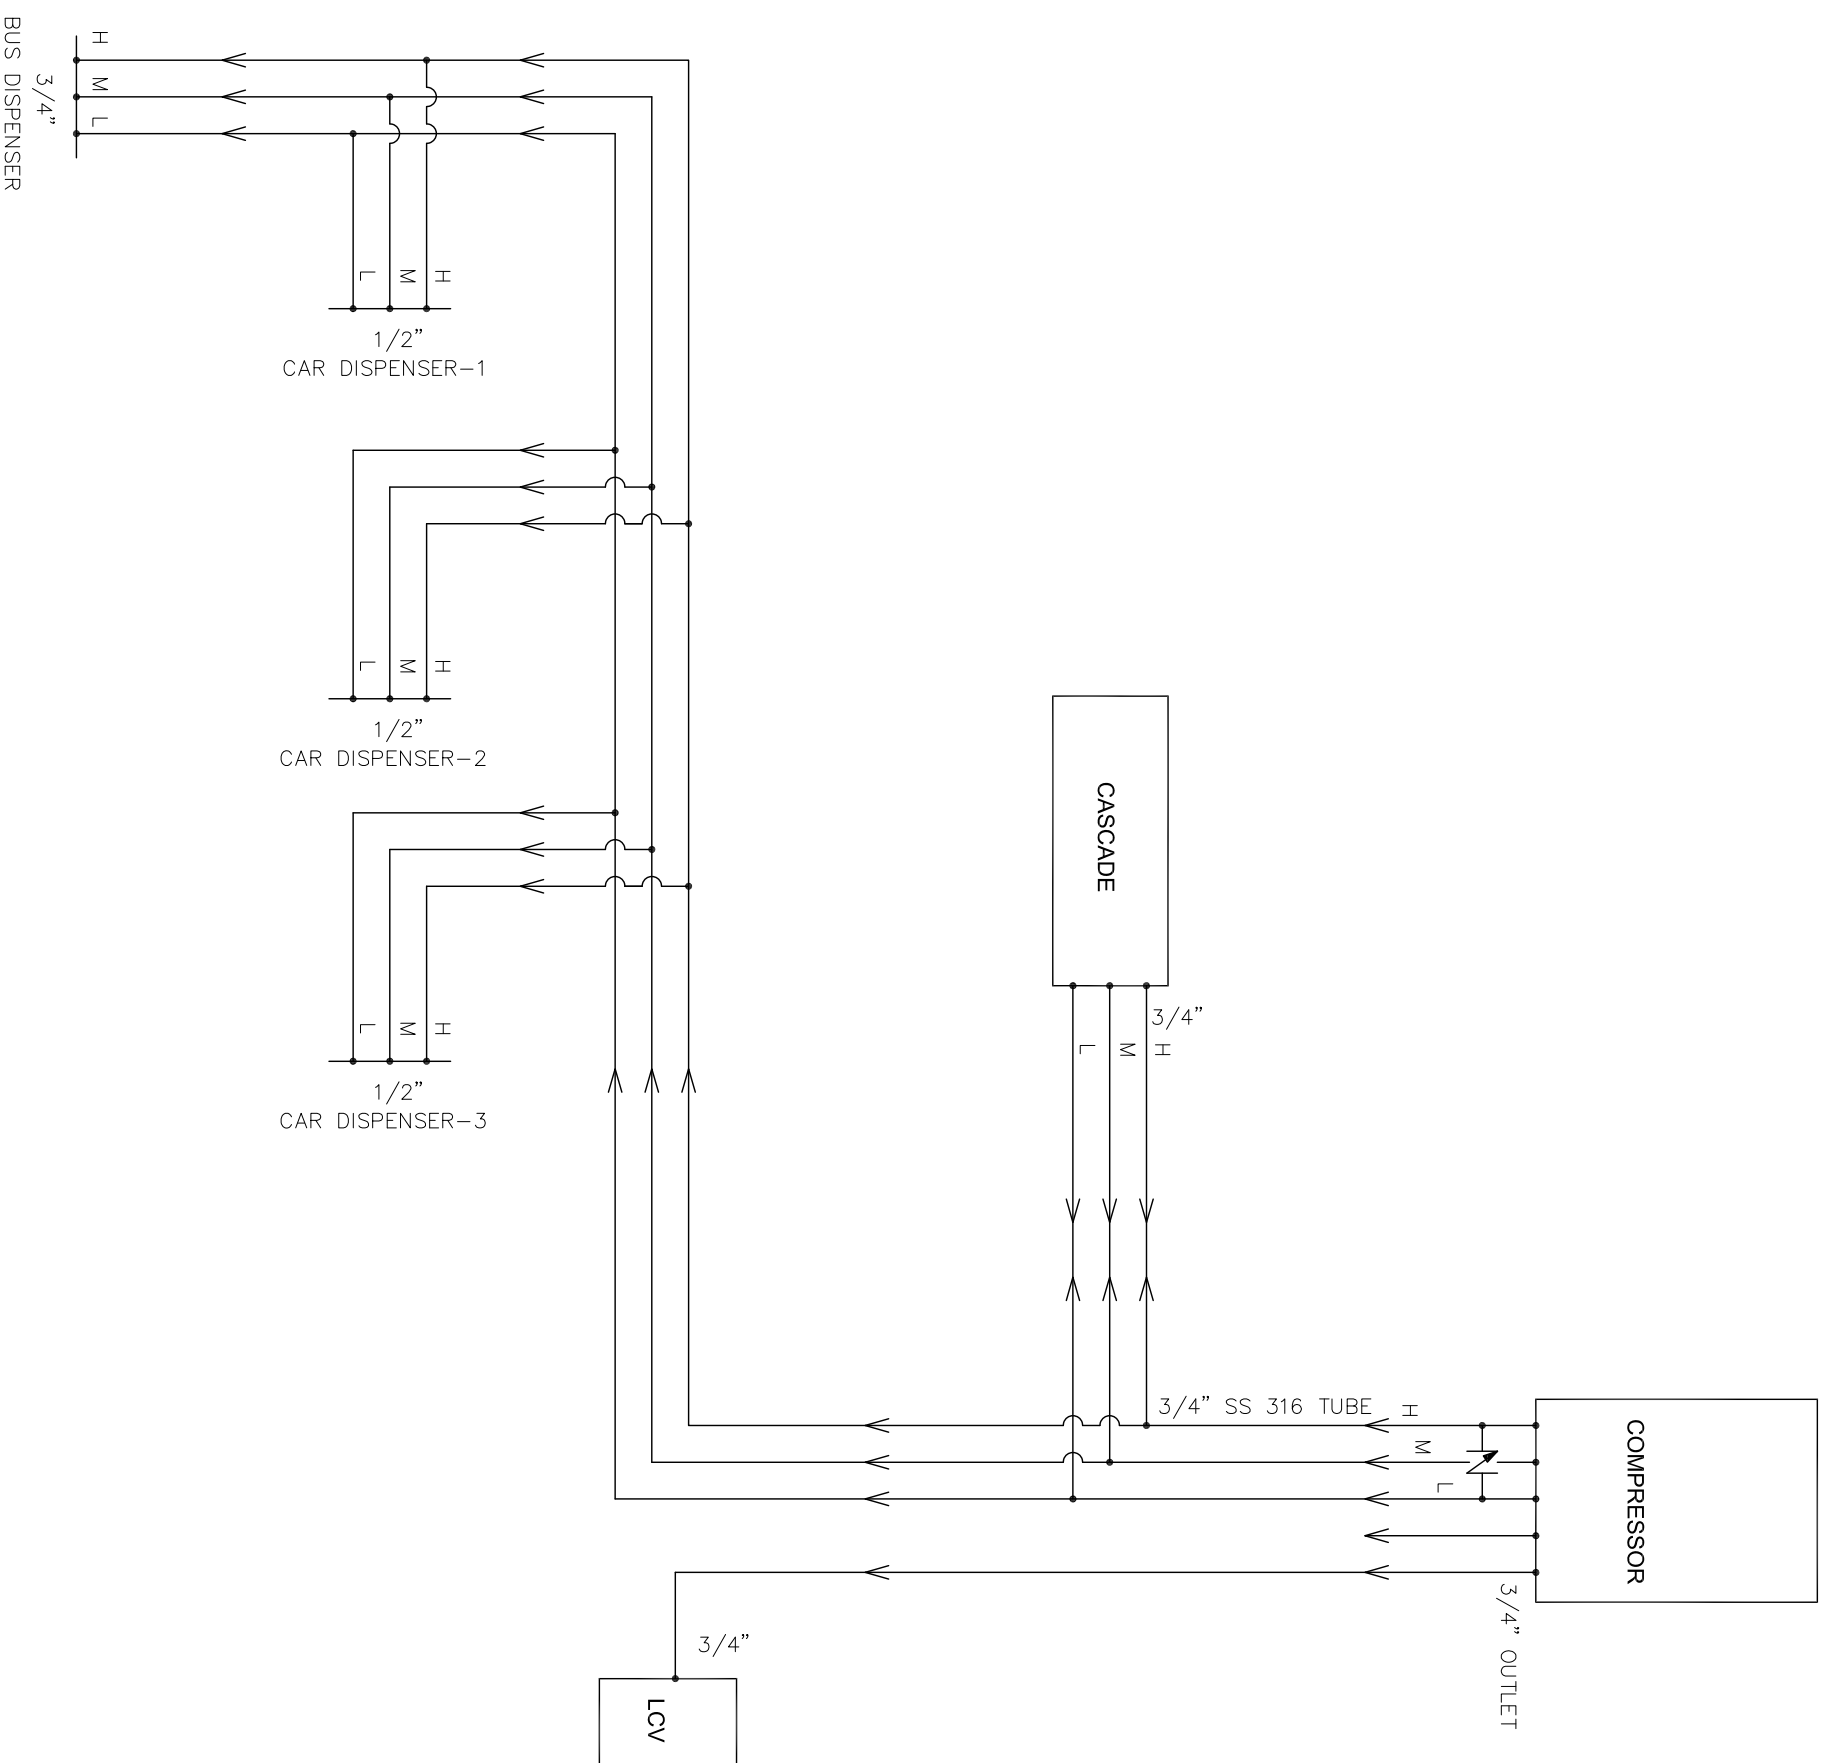 H
M
L
3/4"
BUS DISPENSER
L
M
H
1/2"
CAR DISPENSER-1
L
M
H
1/2"
CAR DISPENSER-2
L
M
H
1/2"
CAR DISPENSER-3
CASCADE
3/4"
L
M
H
3/4" SS 316 TUBE
H
M
L
COMPRESSOR
3/4" OUTLET
3/4"
LCV